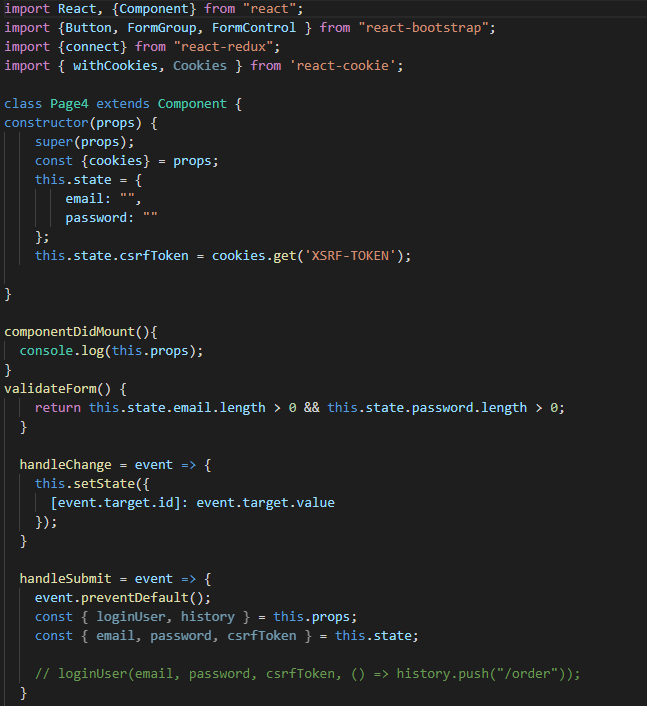 import React, {Component} from "react";
import {Button, FormGroup, FormControl } from "react-bootstrap";
import {connect} from "react-redux";
import { withCookies, Cookies } from 'react-cookie';

class Page4 extends Component {
constructor(props) {
    super(props);
    const {cookies} = props;
    this.state = {
        email: "",
        password: ""
    };
    this.state.csrfToken = cookies.get('XSRF-TOKEN');

}

componentDidMount(){
  console.log(this.props);
}
validateForm() {
    return this.state.email.length > 0 && this.state.password.length > 0;
  }

  handleChange = event => {
    this.setState({
      [event.target.id]: event.target.value
    });
  }

  handleSubmit = event => {
    event.preventDefault();
    const { loginUser, history } = this.props;
    const { email, password, csrfToken } = this.state;

    // loginUser(email, password, csrfToken, () => history.push("/order"));
  }